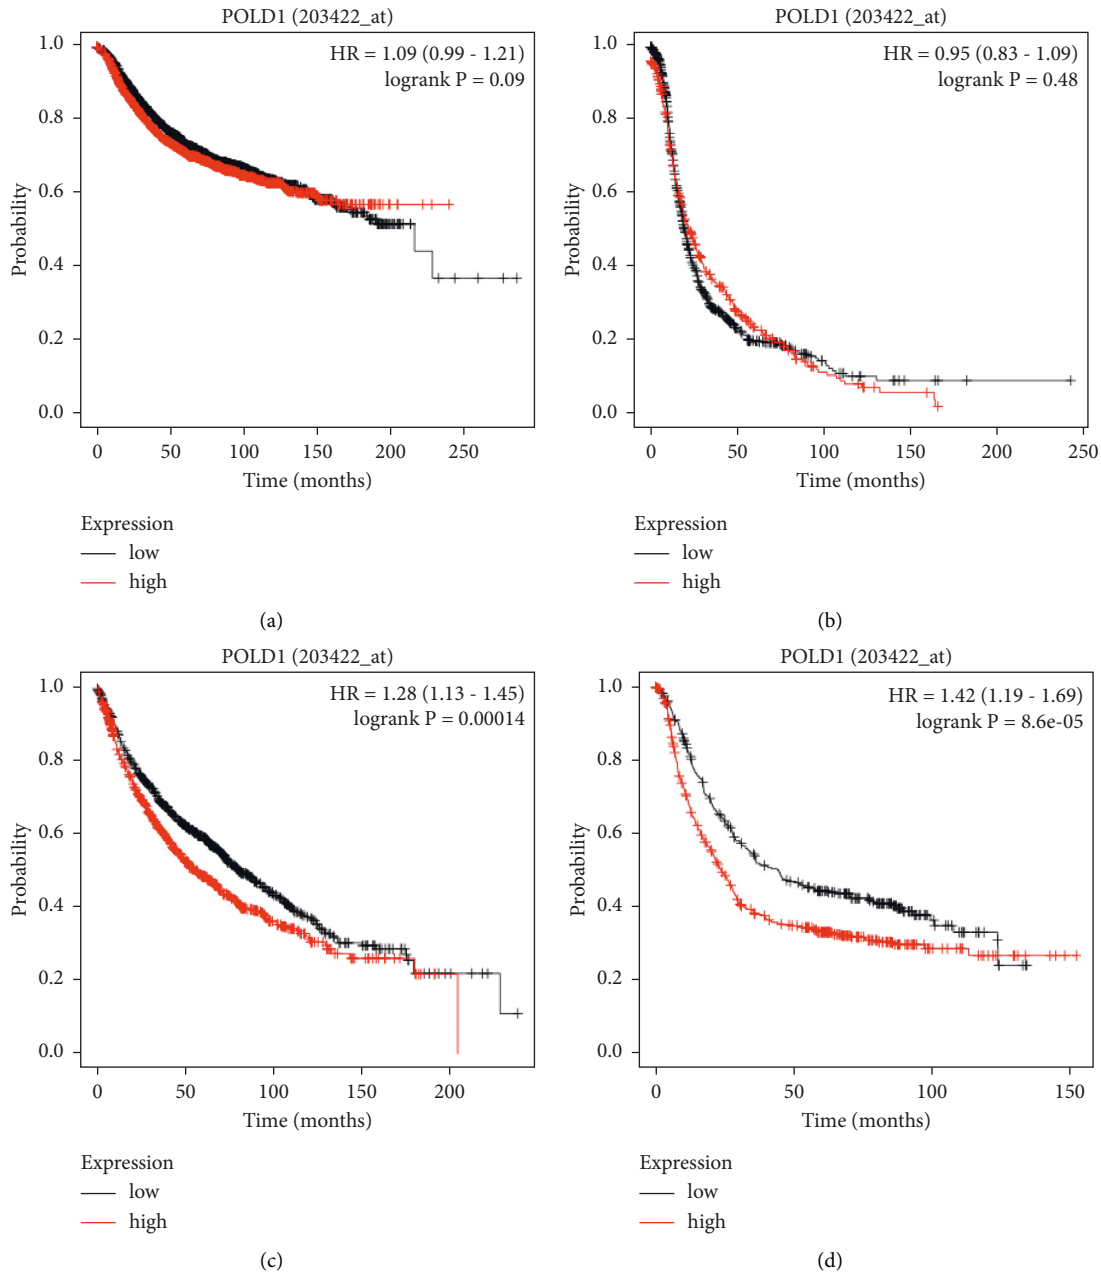 POLD1 (203422_at)
HR = 1.09 (0.99 - 1.21)
logrank P = 0.09
1.0
0.8
0.6
0.4
0.2
0.0
Probability
0 50 100 150 200 250
Time (months)
Expression
low
high
(a)
POLD1 (203422_at)
HR = 0.95 (0.83 - 1.09)
logrank P = 0.48
1.0
0.8
0.6
0.4
0.2
0.0
Probability
0 50 100 150 200 250
Time (months)
Expression
low
high
(b)
POLD1 (203422_at)
HR = 1.28 (1.13 - 1.45)
logrank P = 0.00014
1.0
0.8
0.6
0.4
0.2
0.0
Probability
0 50 100 150 200
Time (months)
Expression
low
high
(c)
POLD1 (203422_at)
HR = 1.42 (1.19 - 1.69)
logrank P = 8.6e-05
1.0
0.8
0.6
0.4
0.2
0.0
Probability
0 50 100 150
Time (months)
Expression
low
high
(d)